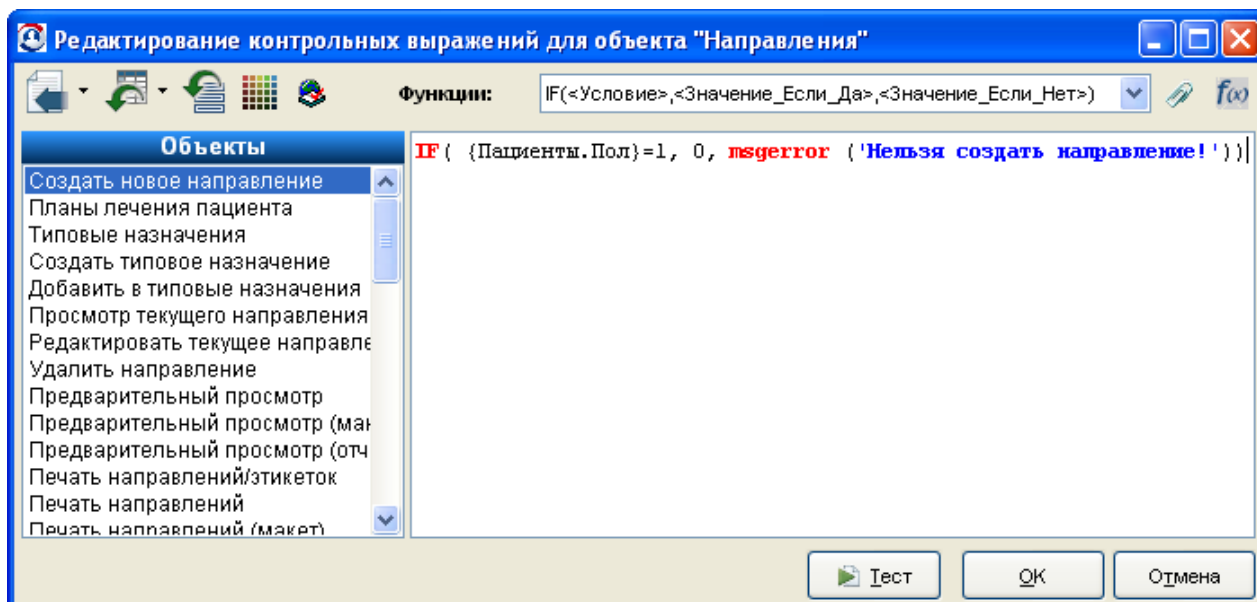 Редактирование контрольных выражений для объекта "Направления"
Функции: IF(<Условие>,<Значение_Если_Да>,<Значение_Если_Нет>) f(x)
Объекты
IF( {Пациенты.Пол}=1, 0, msgerror ('Нельзя создать направление!'))
Создать новое направление
Планы лечения пациента
Типовые назначения
Создать типовое назначение
Добавить в типовые назначения
Просмотр текущего направления
Редактировать текущее направле
Удалить направление
Предварительный просмотр
Предварительный просмотр (мак
Предварительный просмотр (отч
Печать направлений/этикеток
Печать направлений
Печать направлений (макет)
Тест
OK
Отмена